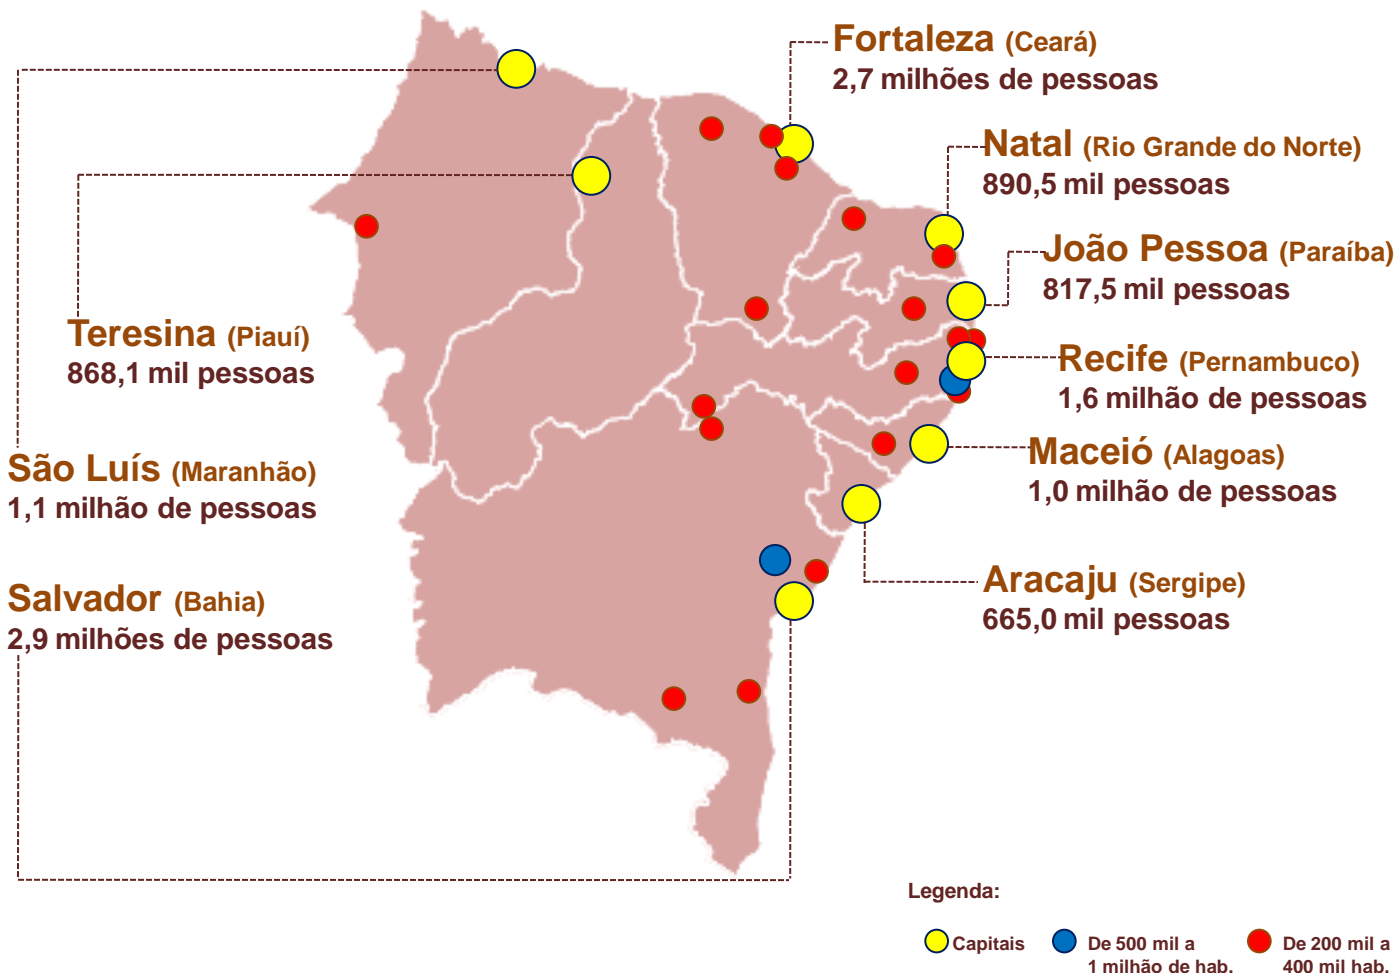 Fortaleza (Ceará)
2,7 milhões de pessoas
Natal (Rio Grande do Norte)
890,5 mil pessoas
João Pessoa (Paraíba)
817,5 mil pessoas
Teresina (Piauí)
868,1 mil pessoas
Recife (Pernambuco)
1,6 milhão de pessoas
Maceió (Alagoas)
1,0 milhão de pessoas
São Luís (Maranhão)
1,1 milhão de pessoas
Aracaju (Sergipe)
665,0 mil pessoas
Salvador (Bahia)
2,9 milhões de pessoas
Legenda:
Capitais
De 500 mil a
1 milhão de hab.
De 200 mil a
400 mil hab.